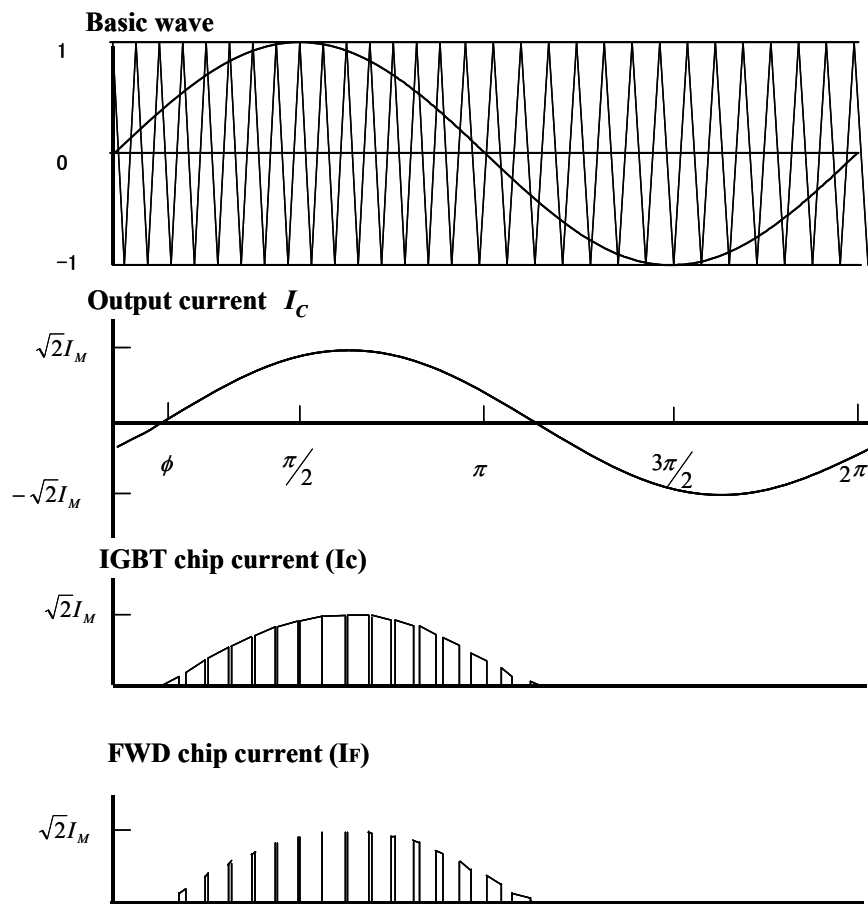 Basic wave
1
0
−1
Output current I_C
√2I_M
ϕ
π/2
π
3π/2
2π
−√2I_M
IGBT chip current (Ic)
√2I_M
FWD chip current (IF)
√2I_M